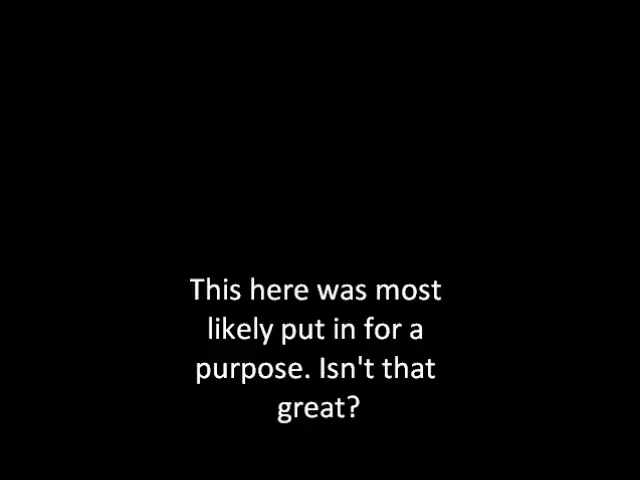 This here was most
likely put in for a
purpose. Isn't that
great?